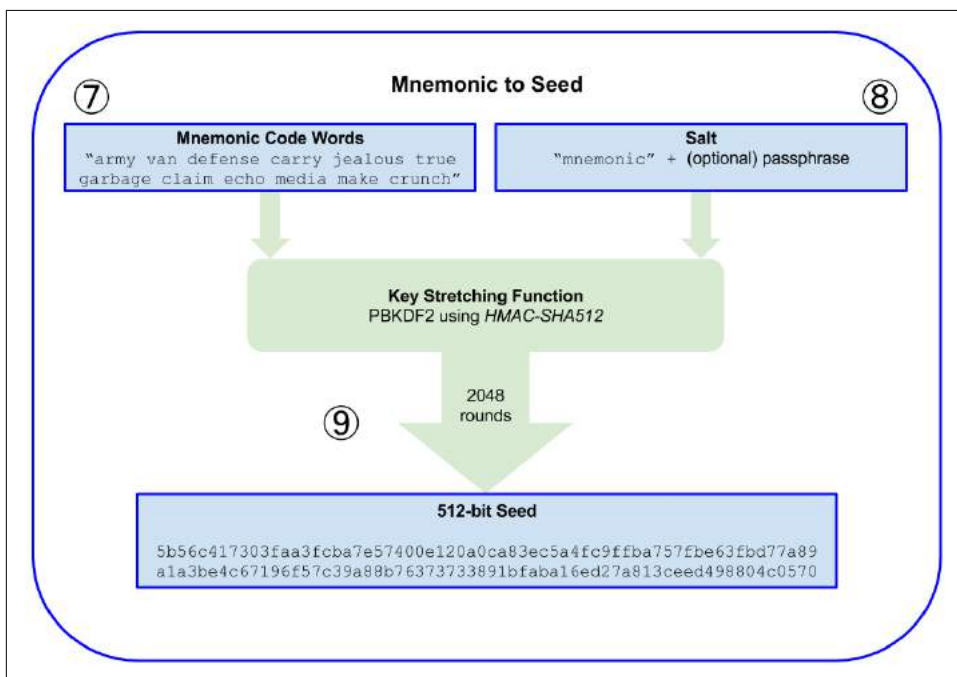 Mnemonic to Seed
⑦
⑧
Mnemonic Code Words
“army van defense carry jealous true
garbage claim echo media make crunch”
Salt
“mnemonic” + (optional) passphrase
Key Stretching Function
PBKDF2 using HMAC-SHA512
2048
rounds
⑨
512-bit Seed
5b56c417303faa3fcba7e57400e120a0ca83ec5a4fc9ffba757fbe63fbd77a89
a1a3be4c67196f57c39a88b76373733891bfaba16ed27a813ceed498804c0570